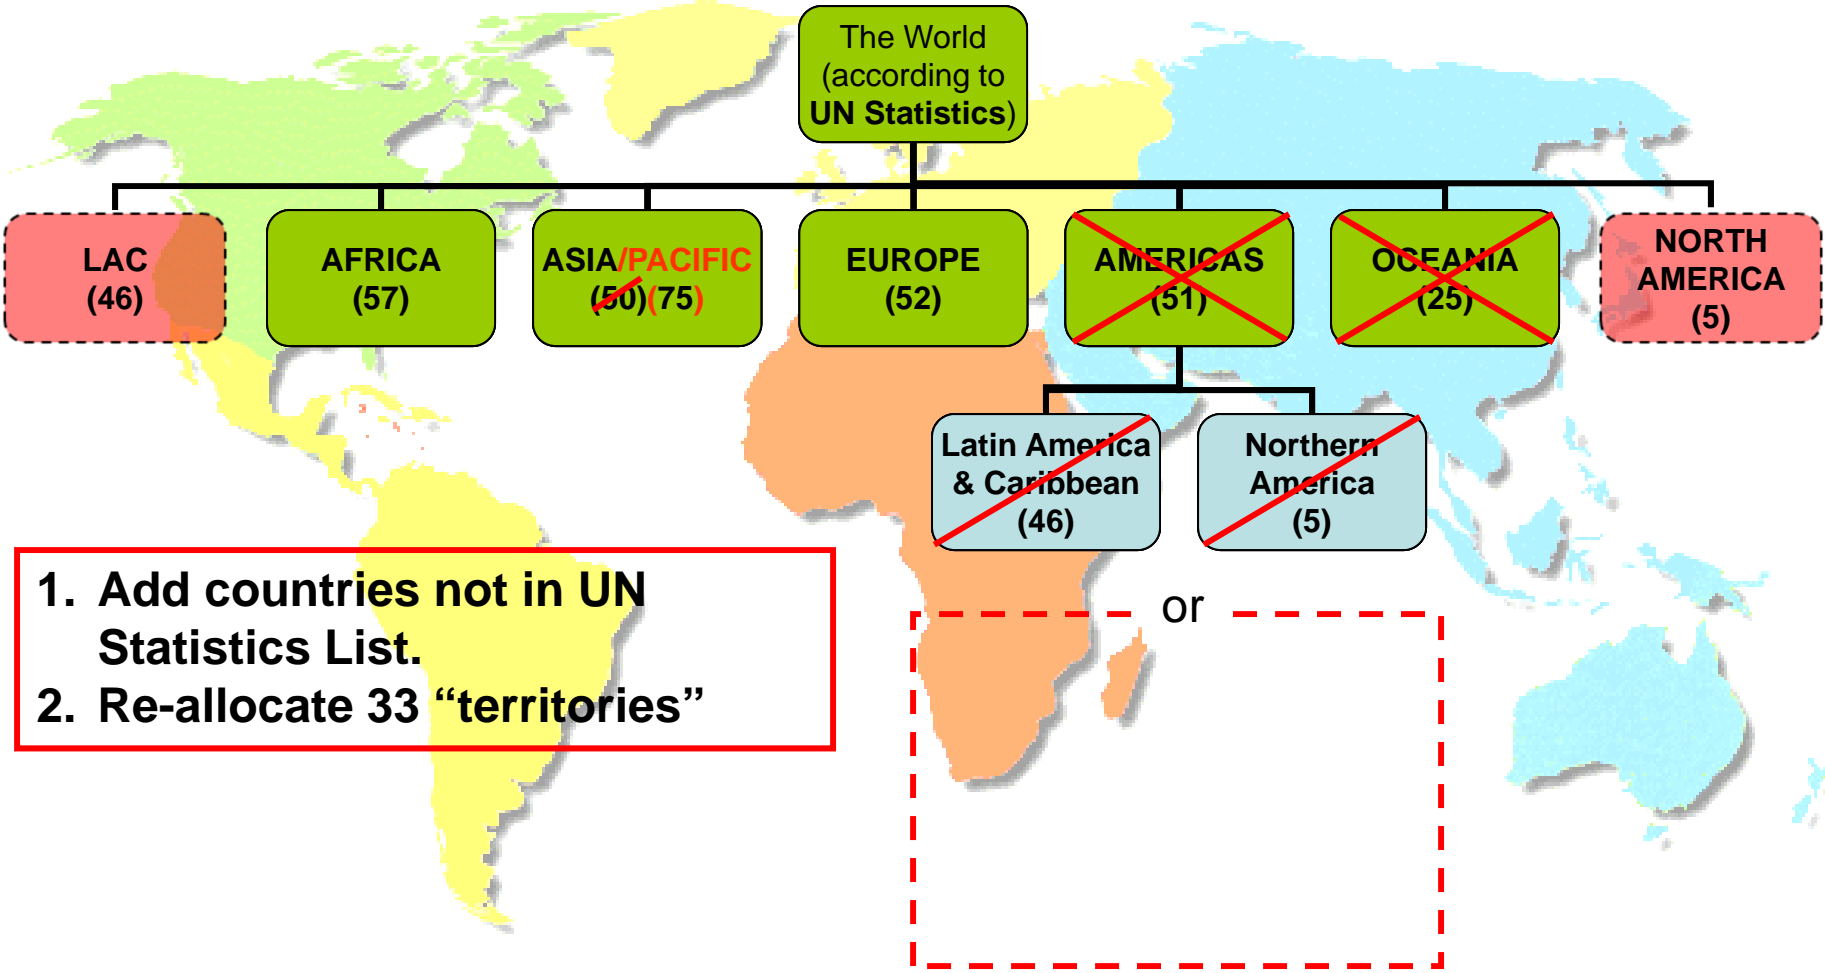 The World
(according to
UN Statistics)
LAC
(46)
AFRICA
(57)
ASIA/PACIFIC
(50)(75)
EUROPE
(52)
AMERICAS
(51)
OCEANIA
(25)
NORTH
AMERICA
(5)
Latin America
& Caribbean
(46)
Northern
America
(5)
1. Add countries not in UN
Statistics List.
2. Re-allocate 33 “territories”
or